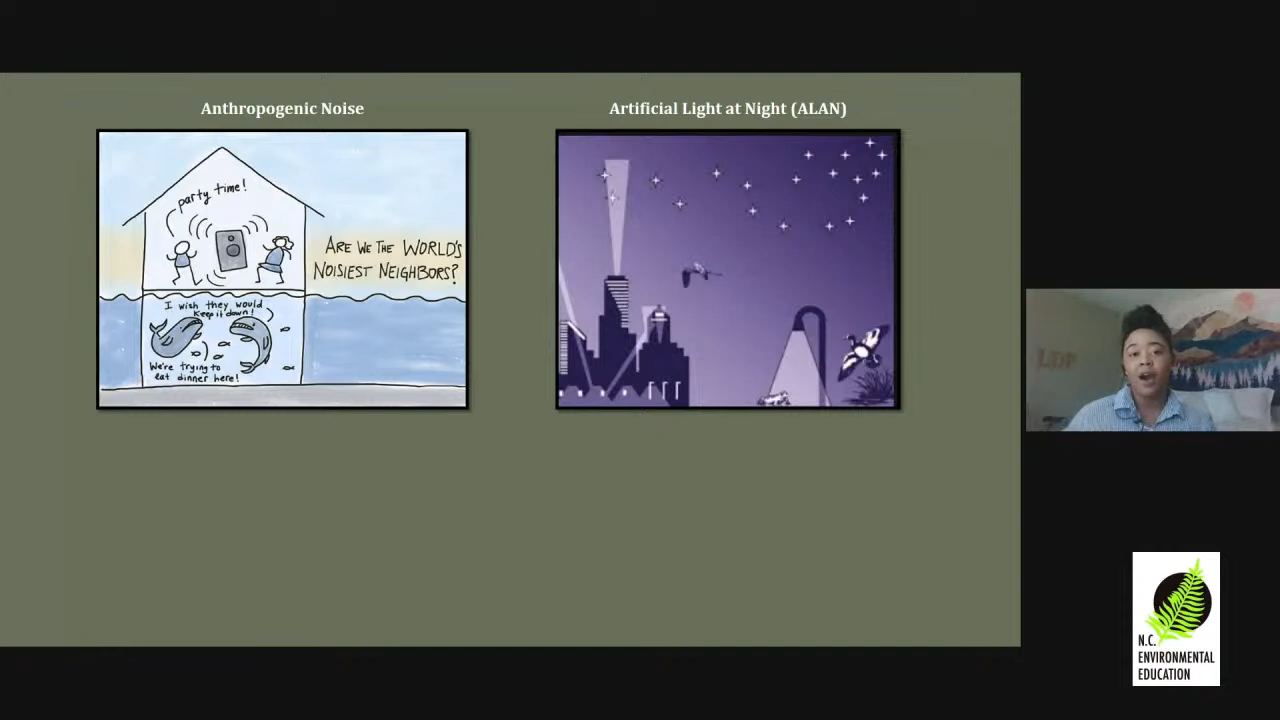 Anthropogenic Noise
Artificial Light at Night (ALAN)
party time!
ARE WE THE WORLD'S
NOISIEST NEIGHBORS?
I wish they would
keep it down!
We're trying to
eat dinner here!
LDP
N.C.
ENVIRONMENTAL
EDUCATION